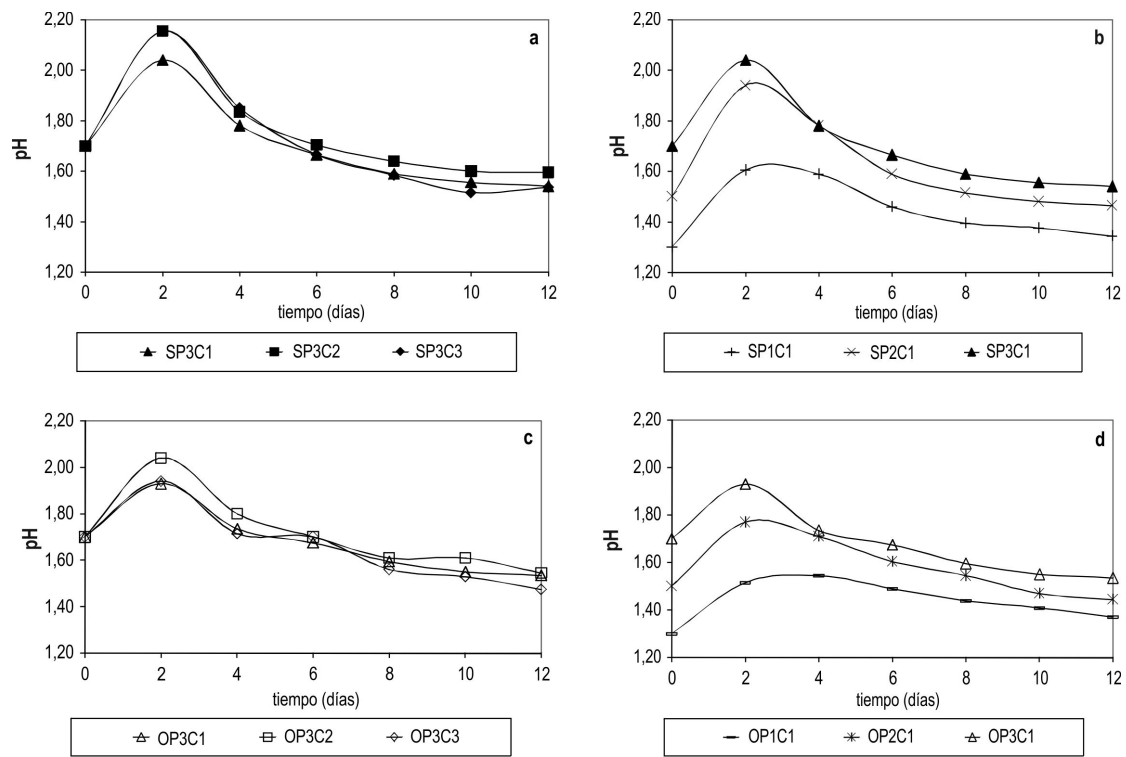 a
2,20
2,00
1,80
1,60
1,40
1,20
pH
0 2 4 6 8 10 12
tiempo (días)
SP3C1 SP3C2 SP3C3
b
2,20
2,00
1,80
1,60
1,40
1,20
pH
0 2 4 6 8 10 12
tiempo (días)
SP1C1 SP2C1 SP3C1
c
2,20
2,00
1,80
1,60
1,40
1,20
pH
0 2 4 6 8 10 12
tiempo (días)
OP3C1 OP3C2 OP3C3
d
2,20
2,00
1,80
1,60
1,40
1,20
pH
0 2 4 6 8 10 12
tiempo (días)
OP1C1 OP2C1 OP3C1